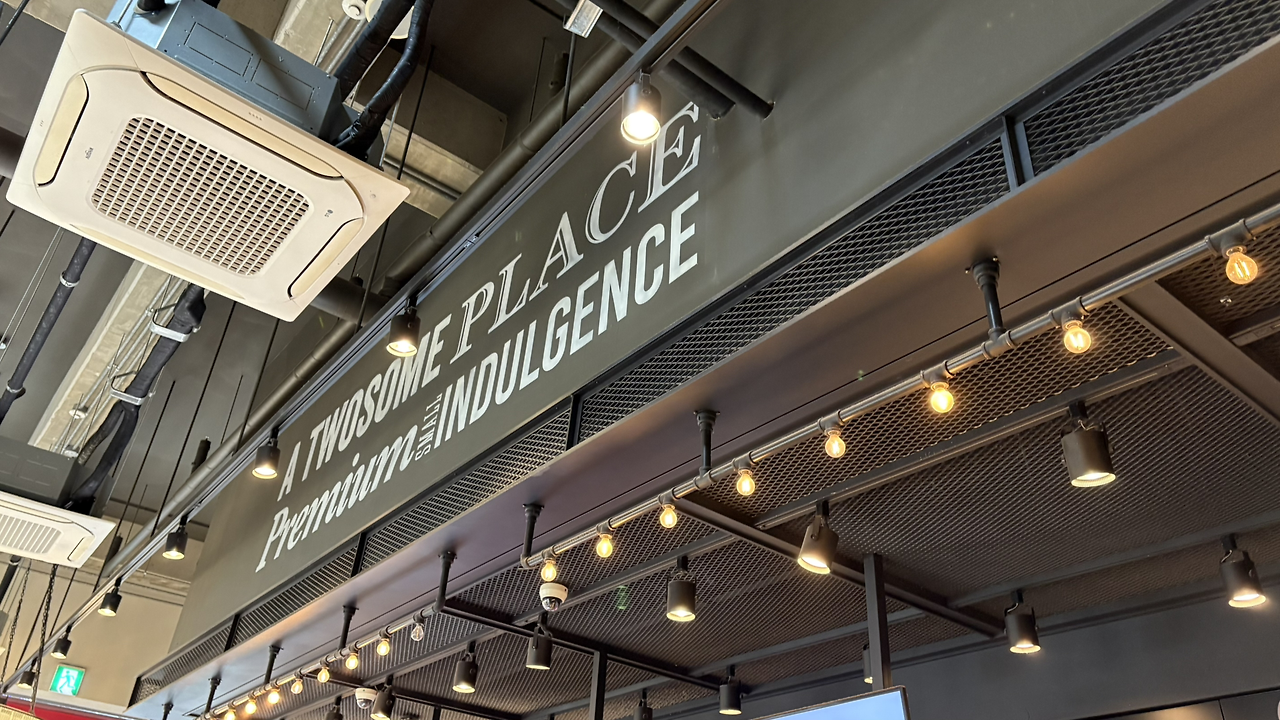 A TWOSOME PLACE
Premium SMALL INDULGENCE